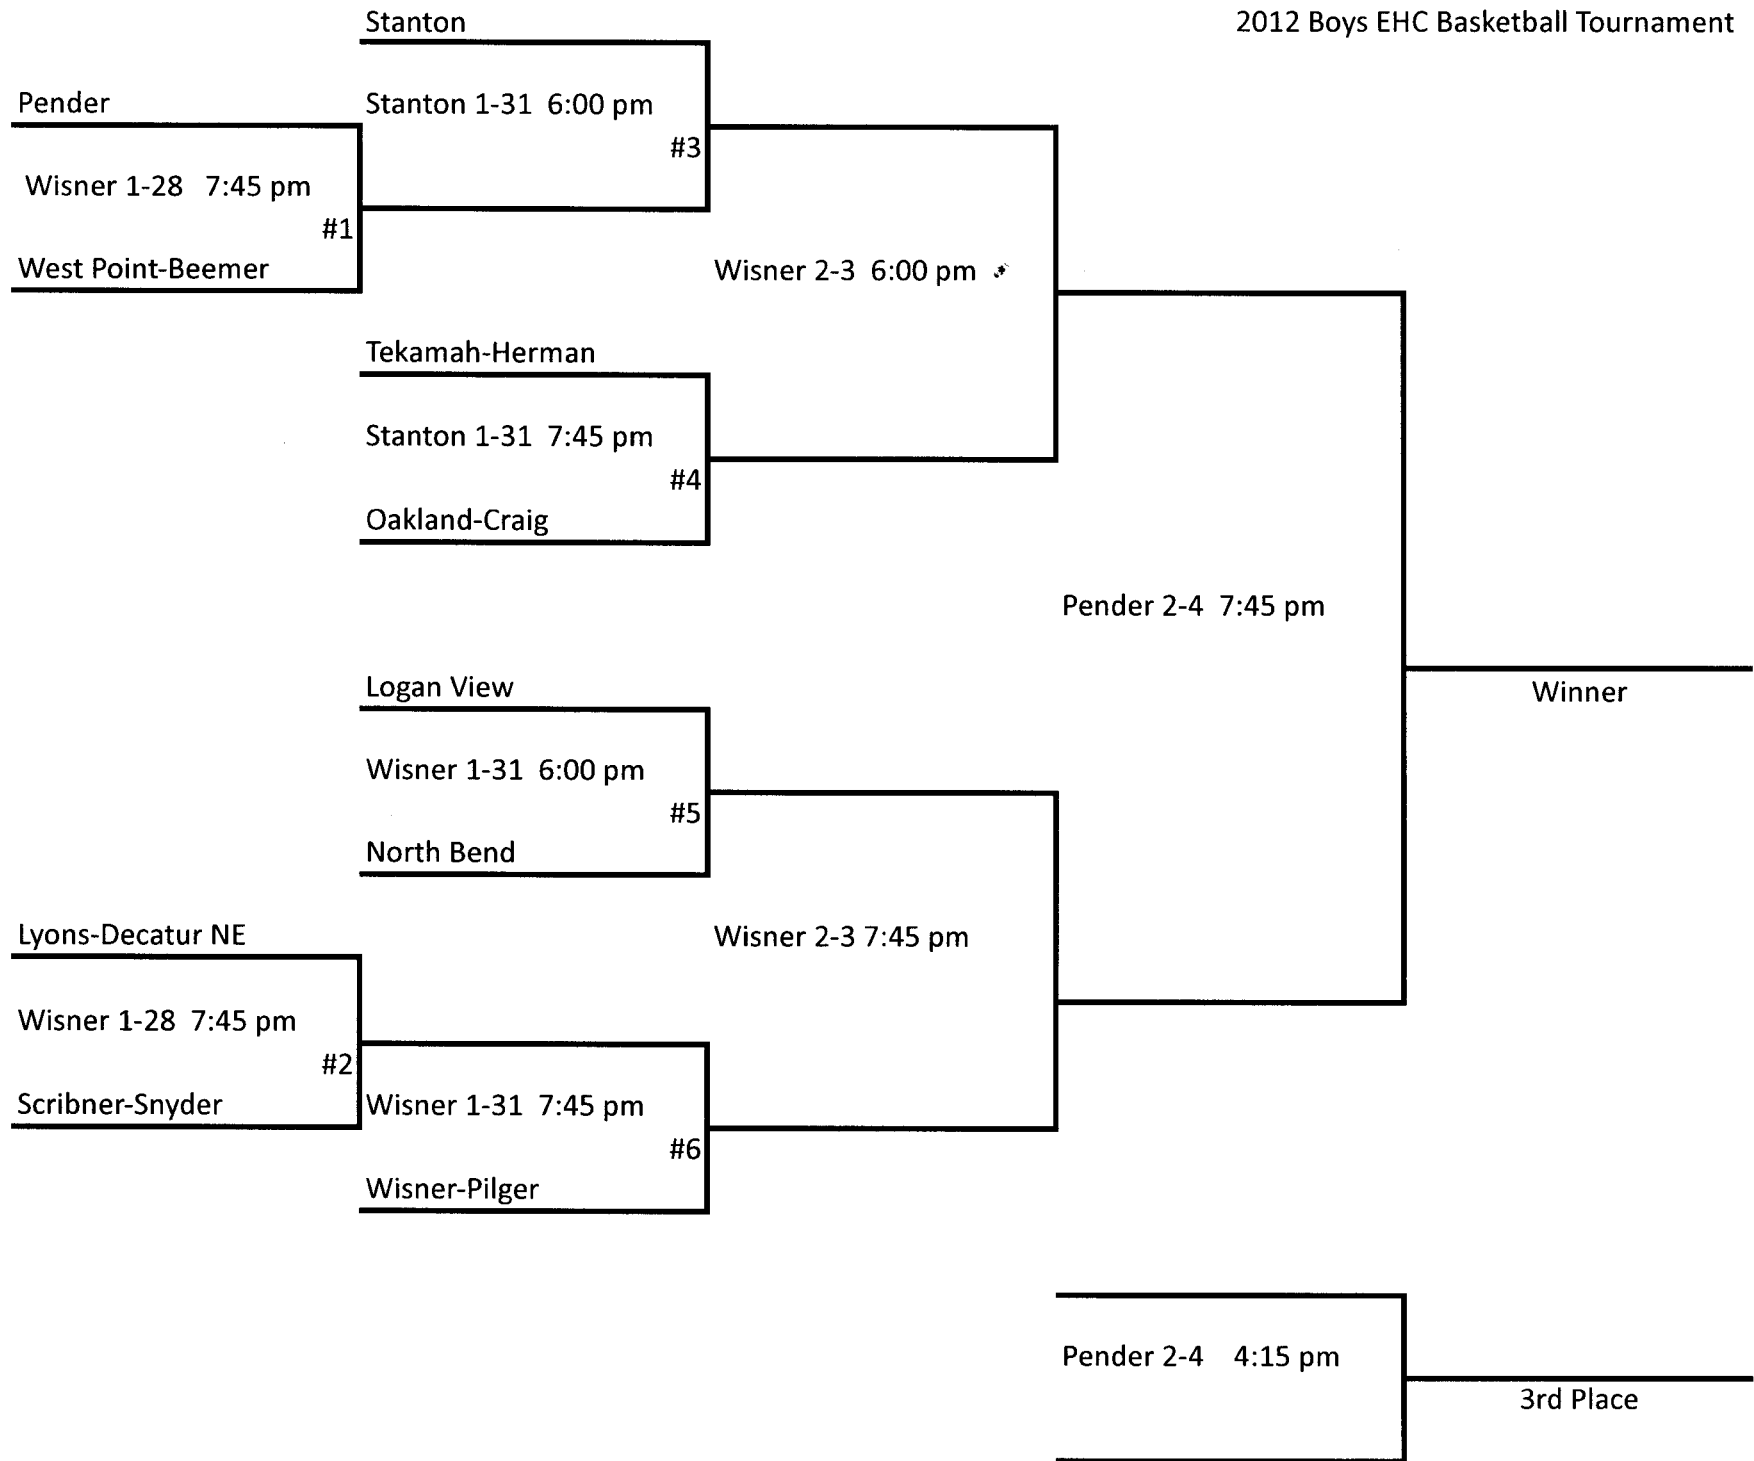 Stanton
2012 Boys EHC Basketball Tournament
Pender
Stanton 1-31 6:00 pm
#3
Wisner 1-28 7:45 pm
#1
West Point-Beemer
Wisner 2-3 6:00 pm
Tekamah-Herman
Stanton 1-31 7:45 pm
#4
Oakland-Craig
Pender 2-4 7:45 pm
Logan View
Winner
Wisner 1-31 6:00 pm
#5
North Bend
Lyons-Decatur NE
Wisner 2-3 7:45 pm
Wisner 1-28 7:45 pm
#2
Scribner-Snyder
Wisner 1-31 7:45 pm
#6
Wisner-Pilger
Pender 2-4 4:15 pm
3rd Place